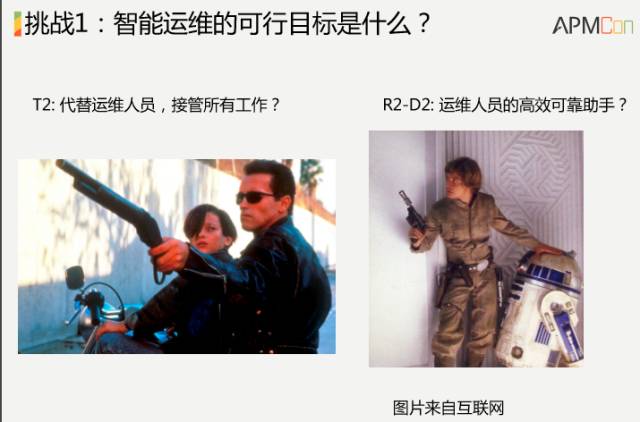 挑战1：智能运维的可行目标是什么？
APMCon
T2: 代替运维人员，接管所有工作？
R2-D2: 运维人员的高效可靠助手？
图片来自互联网